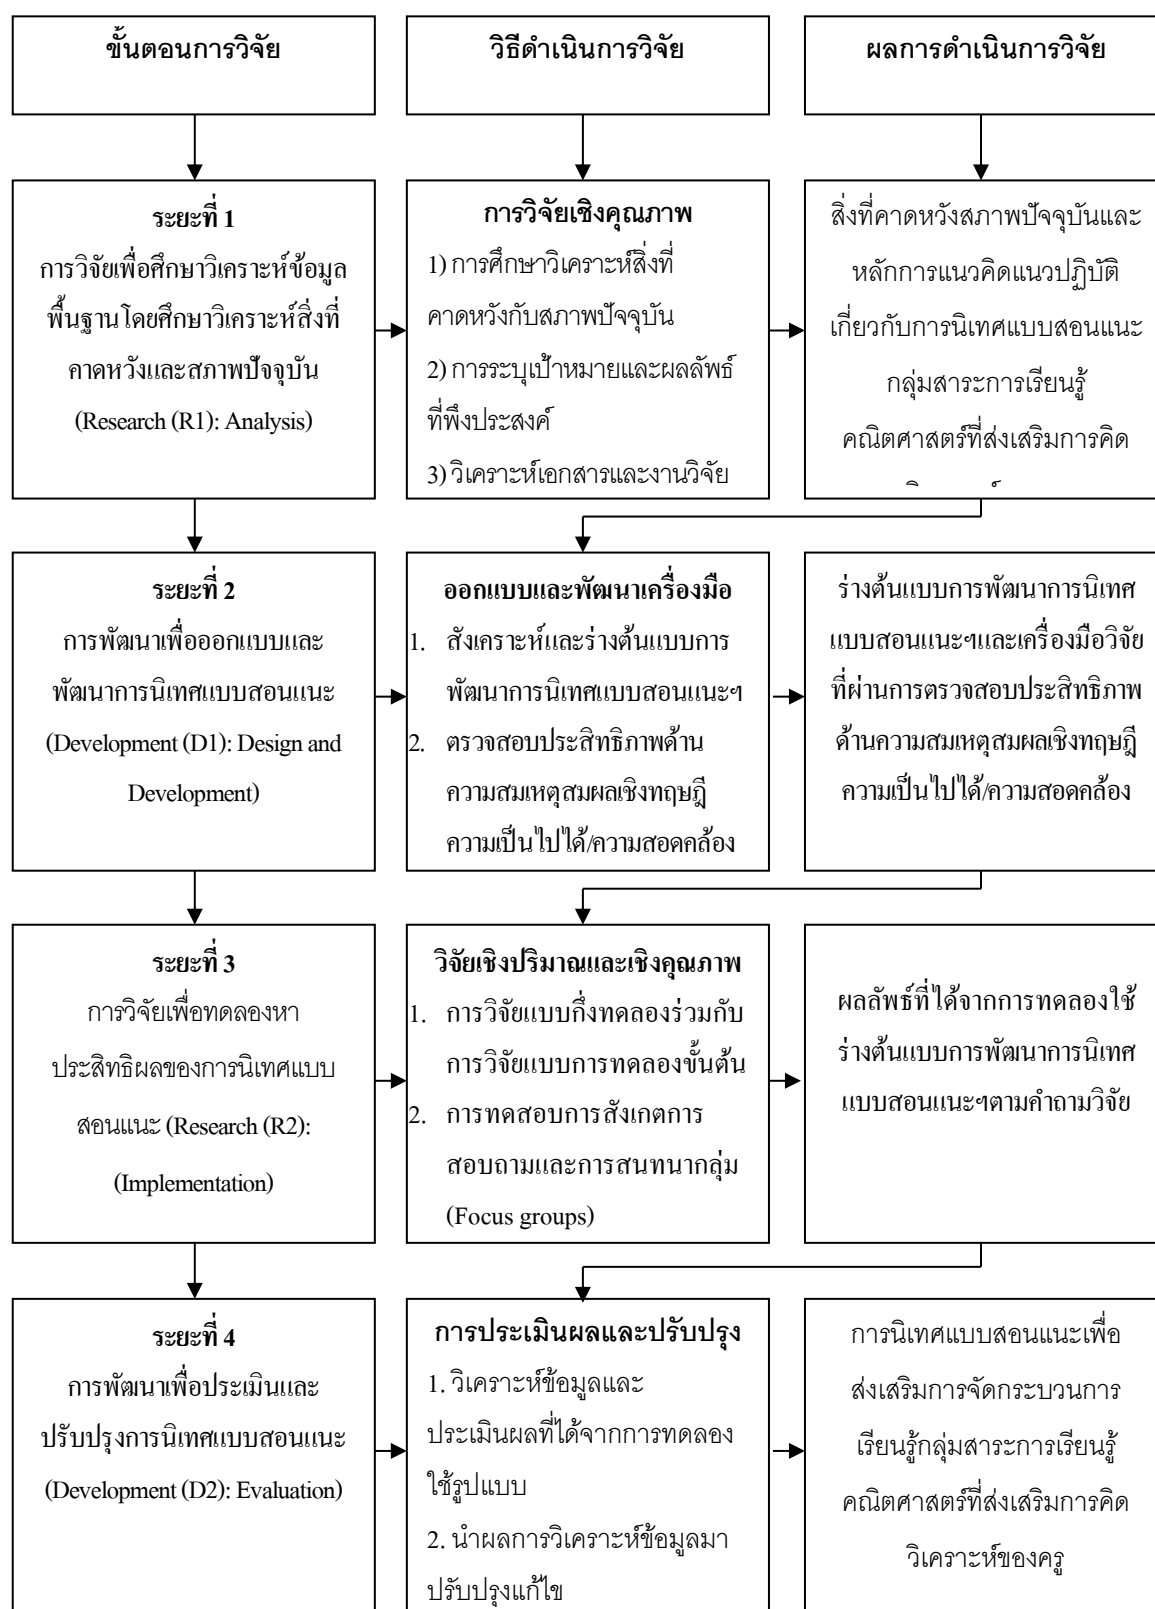 ขั้นตอนการวิจัย
วิธีดำเนินการวิจัย
ผลการดำเนินการวิจัย
ระยะที่ 1
การวิจัยเพื่อศึกษาวิเคราะห์ข้อมูล
พื้นฐานโดยศึกษาวิเคราะห์สิ่งที่
คาดหวังและสภาพปัจจุบัน
(Research (R1): Analysis)
การวิจัยเชิงคุณภาพ
1) การศึกษาวิเคราะห์สิ่งที่
คาดหวังกับสภาพปัจจุบัน
2) การระบุเป้าหมายและผลลัพธ์
ที่พึงประสงค์
3) วิเคราะห์เอกสารและงานวิจัย
สิ่งที่คาดหวังสภาพปัจจุบันและ
หลักการแนวคิดแนวปฏิบัติ
เกี่ยวกับการนิเทศแบบสอนแนะ
กลุ่มสาระการเรียนรู้
คณิตศาสตร์ที่ส่งเสริมการคิด
ระยะที่ 2
การพัฒนาเพื่อออกแบบและ
พัฒนาการนิเทศแบบสอนแนะ
(Development (D1): Design and
Development)
ออกแบบและพัฒนาเครื่องมือ
1. สังเคราะห์และร่างต้นแบบการ
พัฒนาการนิเทศแบบสอนแนะฯ
2. ตรวจสอบประสิทธิภาพด้าน
ความสมเหตุสมผลเชิงทฤษฎี
ความเป็นไปได้/ความสอดคล้อง
ร่างต้นแบบการพัฒนาการนิเทศ
แบบสอนแนะฯและเครื่องมือวิจัย
ที่ผ่านการตรวจสอบประสิทธิภาพ
ด้านความสมเหตุสมผลเชิงทฤษฎี
ความเป็นไปได้/ความสอดคล้อง
ระยะที่ 3
การวิจัยเพื่อทดลองหา
ประสิทธิผลของการนิเทศแบบ
สอนแนะ (Research (R2):
(Implementation)
วิจัยเชิงปริมาณและเชิงคุณภาพ
1. การวิจัยแบบกึ่งทดลองร่วมกับ
การวิจัยแบบการทดลองขั้นต้น
2. การทดสอบการสังเกตการ
สอบถามและการสนทนากลุ่ม
(Focus groups)
ผลลัพธ์ที่ได้จากการทดลองใช้
ร่างต้นแบบการพัฒนาการนิเทศ
แบบสอนแนะฯตามคำถามวิจัย
ระยะที่ 4
การพัฒนาเพื่อประเมินและ
ปรับปรุงการนิเทศแบบสอนแนะ
(Development (D2): Evaluation)
การประเมินผลและปรับปรุง
1. วิเคราะห์ข้อมูลและ
ประเมินผลที่ได้จากการทดลอง
ใช้รูปแบบ
2. นำผลการวิเคราะห์ข้อมูลมา
ปรับปรุงแก้ไข
การนิเทศแบบสอนแนะเพื่อ
ส่งเสริมการจัดกระบวนการ
เรียนรู้กลุ่มสาระการเรียนรู้
คณิตศาสตร์ที่ส่งเสริมการคิด
วิเคราะห์ของครู